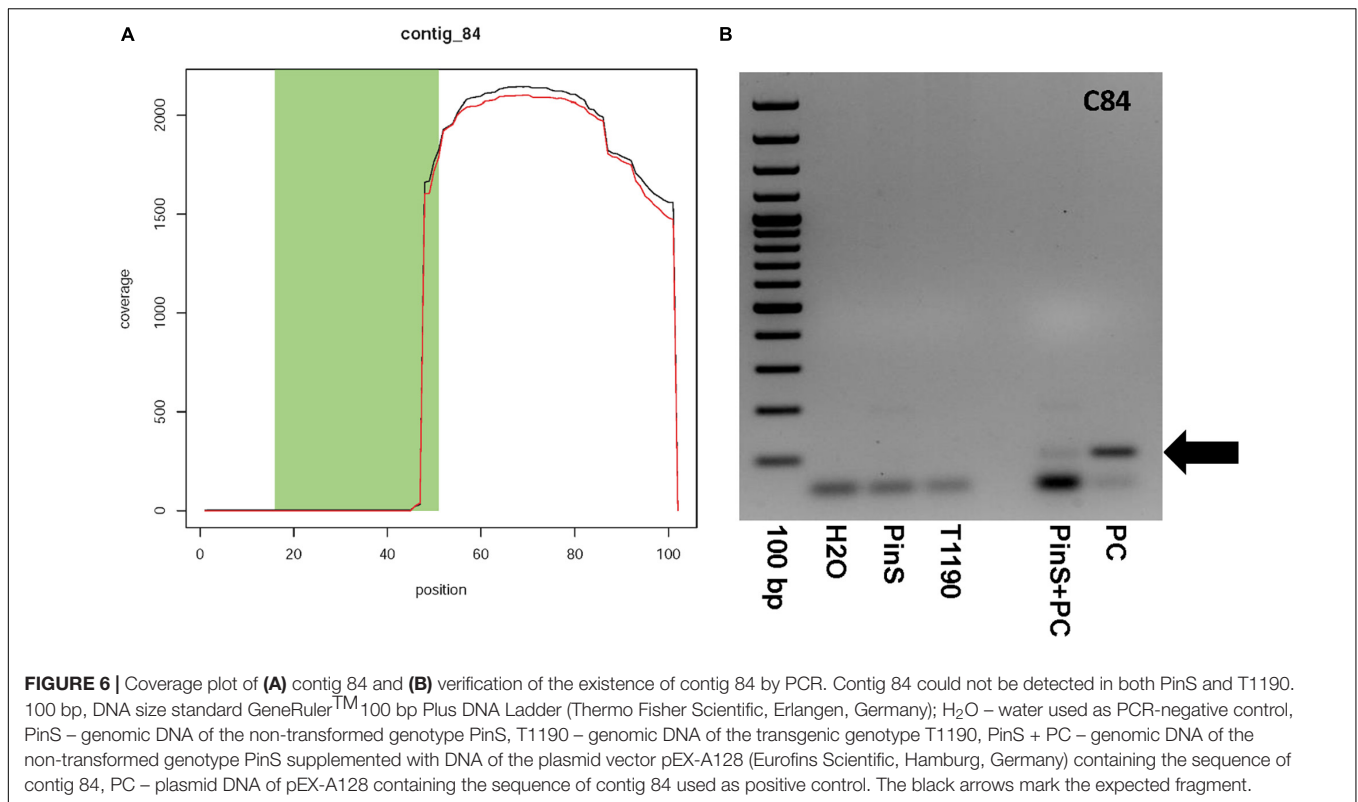 A
contig_84
coverage
2000
1500
1000
500
0
0 20 40 60 80 100
position
B
C84
100 bp
H2O
PinS
T1190
PinS+PC
PC
FIGURE 6 | Coverage plot of (A) contig 84 and (B) verification of the existence of contig 84 by PCR. Contig 84 could not be detected in both PinS and T1190.
100 bp, DNA size standard GeneRuler™ 100 bp Plus DNA Ladder (Thermo Fisher Scientific, Erlangen, Germany); H₂O – water used as PCR-negative control,
PinS – genomic DNA of the non-transformed genotype PinS, T1190 – genomic DNA of the transgenic genotype T1190, PinS + PC – genomic DNA of the
non-transformed genotype PinS supplemented with DNA of the plasmid vector pEX-A128 (Eurofins Scientific, Hamburg, Germany) containing the sequence of
contig 84, PC – plasmid DNA of pEX-A128 containing the sequence of contig 84 used as positive control. The black arrows mark the expected fragment.